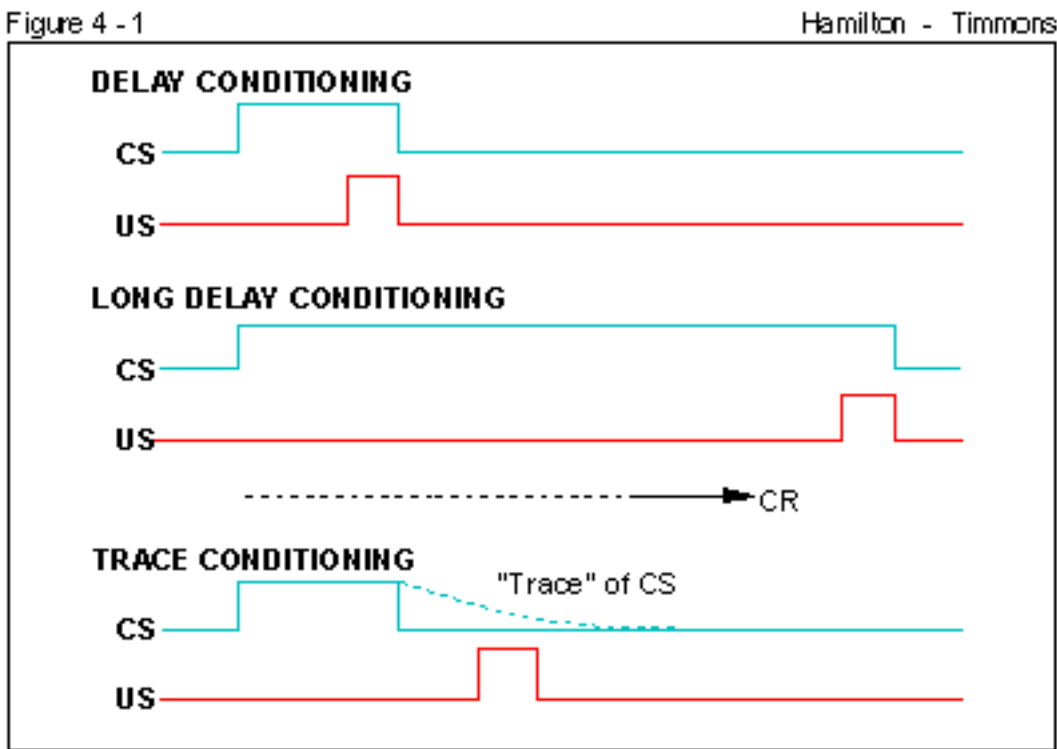 Figure 4 - 1 Hamilton - Timmons
DELAY CONDITIONING
CS
US
LONG DELAY CONDITIONING
CS
US
CR
TRACE CONDITIONING
"Trace" of CS
CS
US